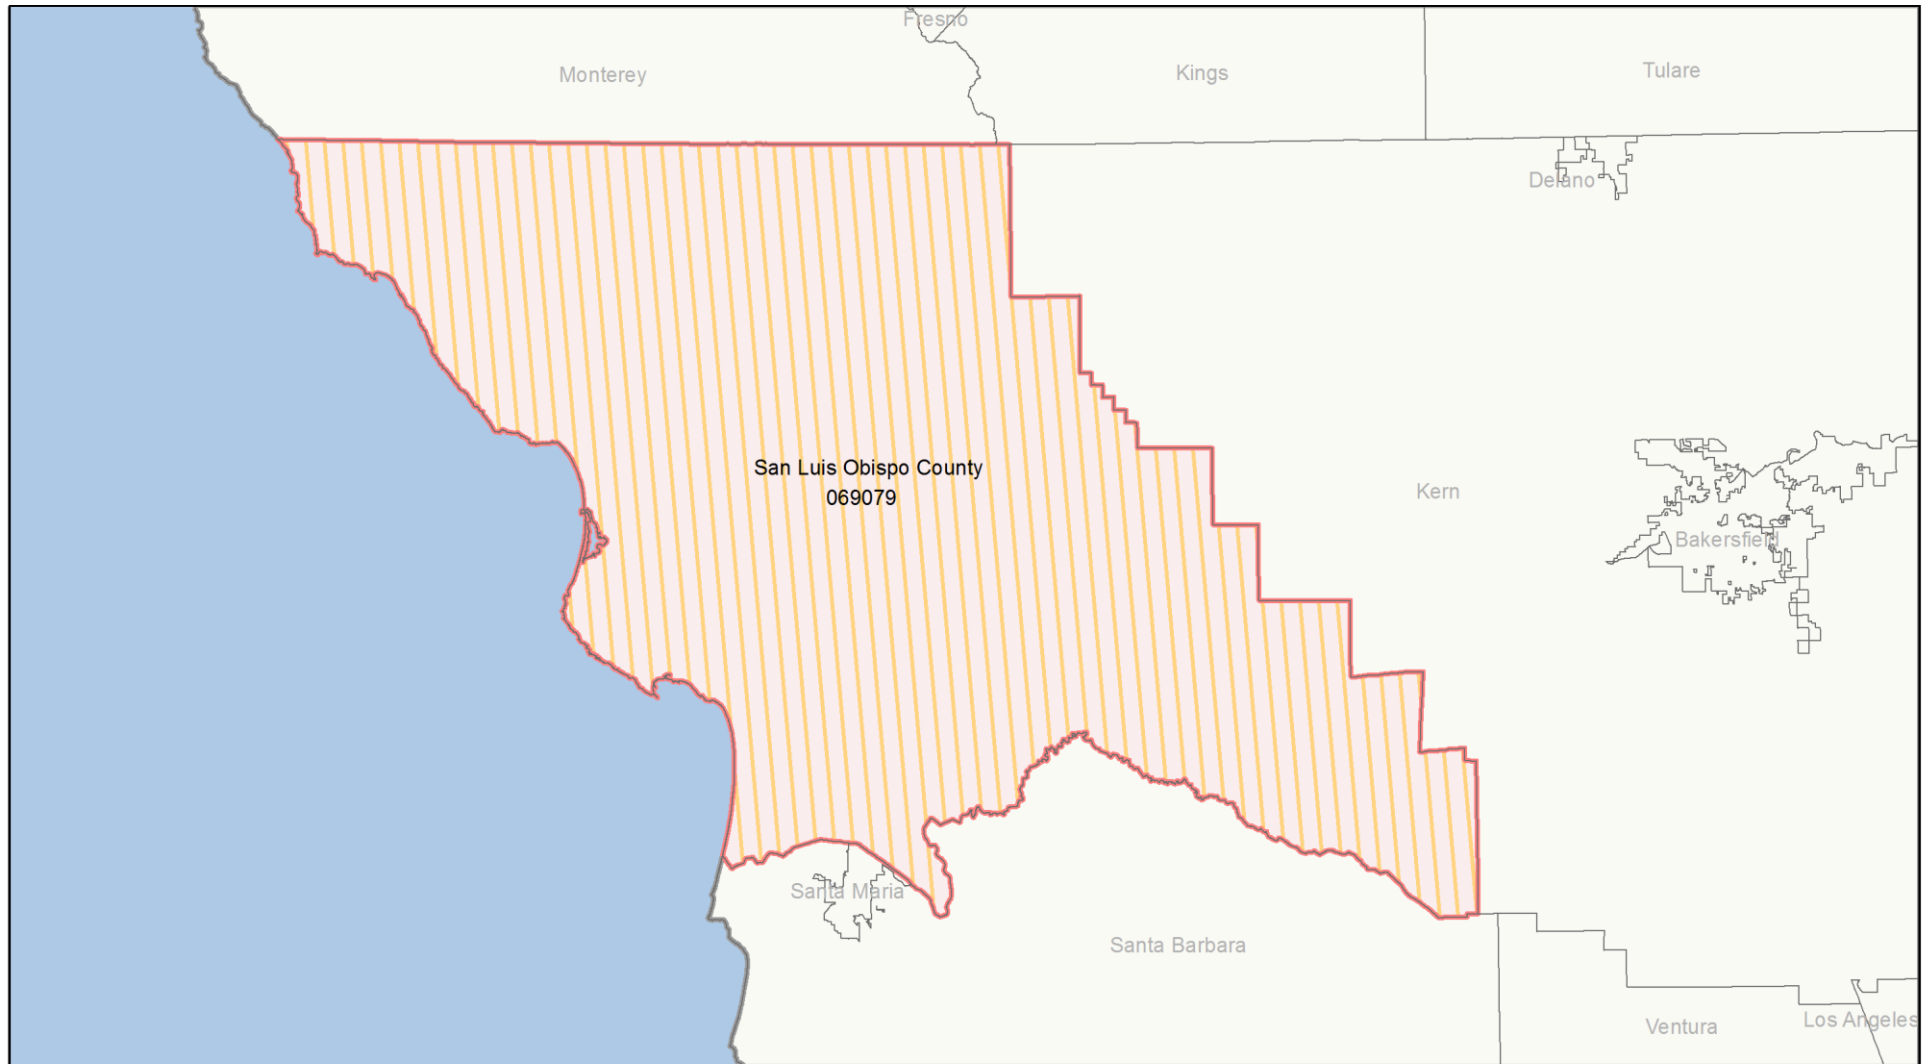 Fresno
Monterey
Kings
Tulare
Delano
San Luis Obispo County
069079
Kern
Bakersfield
Santa Maria
Santa Barbara
Ventura
Los Angeles